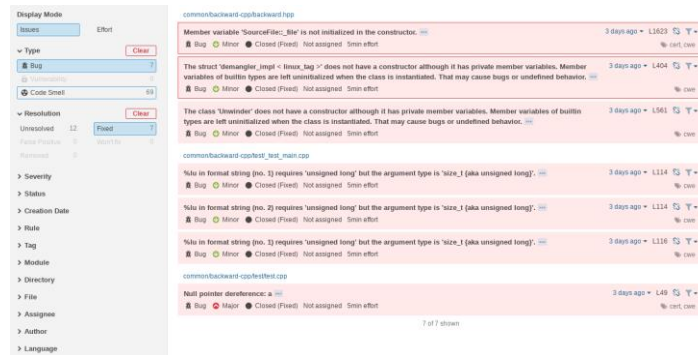 Display Mode
Issues Effort
Type Clear
Bug 7
Vulnerability 0
Code Smell 69
Resolution Clear
Unresolved 12 Fixed 7
False Positive 0 Won't fix 0
Removed 0
Severity
Status
Creation Date
Rule
Tag
Module
Directory
File
Assignee
Author
Language
common/backward-cpp/backward.hpp
Member variable 'SourceFile::_file' is not initialized in the constructor. 3 days ago L1623
Bug Minor Closed (Fixed) Not assigned 5min effort cert, cwe
The struct 'demangler_impl < linux_tag >' does not have a constructor although it has private member variables. Member 3 days ago L404
variables of builtin types are left uninitialized when the class is instantiated. That may cause bugs or undefined behavior.
Bug Minor Closed (Fixed) Not assigned 5min effort cwe
The class 'Unwinder' does not have a constructor although it has private member variables. Member variables of builtin 3 days ago L561
types are left uninitialized when the class is instantiated. That may cause bugs or undefined behavior.
Bug Minor Closed (Fixed) Not assigned 5min effort cwe
common/backward-cpp/test/_test_main.cpp
%lu in format string (no. 1) requires 'unsigned long' but the argument type is 'size_t {aka unsigned long}'. 3 days ago L114
Bug Minor Closed (Fixed) Not assigned 5min effort cwe
%lu in format string (no. 2) requires 'unsigned long' but the argument type is 'size_t {aka unsigned long}'. 3 days ago L114
Bug Minor Closed (Fixed) Not assigned 5min effort cwe
%lu in format string (no. 1) requires 'unsigned long' but the argument type is 'size_t {aka unsigned long}'. 3 days ago L116
Bug Minor Closed (Fixed) Not assigned 5min effort cwe
common/backward-cpp/test/test.cpp
Null pointer dereference: a 3 days ago L49
Bug Major Closed (Fixed) Not assigned 5min effort cert, cwe
7 of 7 shown